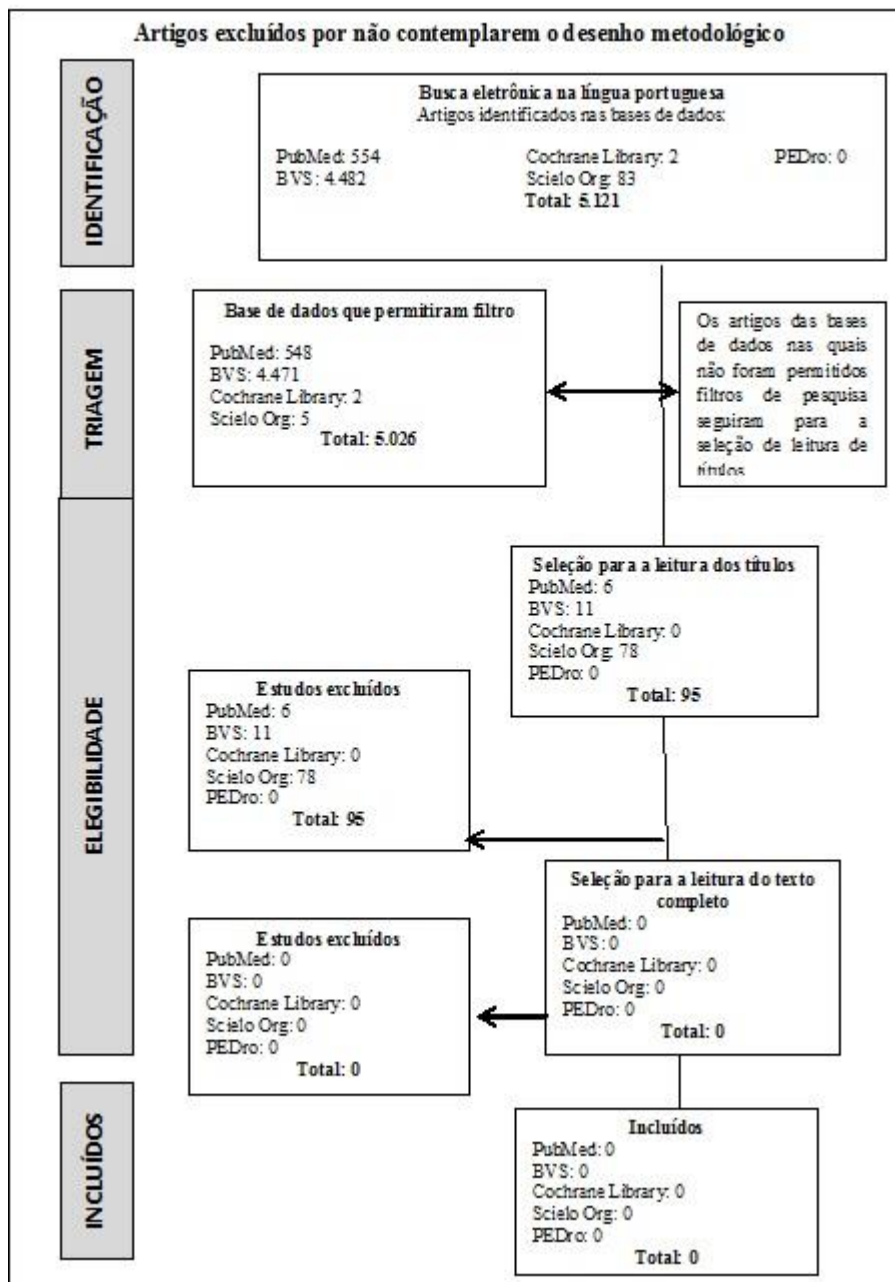 Artigos excluídos por não contemplarem o desenho metodológico
IDENTIFICAÇÃO
Busca eletrônica na língua portuguesa
Artigos identificados nas bases de dados:
PubMed: 554 Cochrane Library: 2 PEDro: 0
BVS: 4.482 Scielo Org: 83
Total: 5.121
TRIAGEM
Base de dados que permitiram filtro
PubMed: 548
BVS: 4.471
Cochrane Library: 2
Scielo Org: 5
Total: 5.026
Os artigos das bases
de dados nas quais
não foram permitidos
filtros de pesquisa
seguiram para a
seleção de leitura de
títulos
ELEGIBILIDADE
Seleção para a leitura dos títulos
PubMed: 6
BVS: 11
Cochrane Library: 0
Scielo Org: 78
PEDro: 0
Total: 95
Estudos excluídos
PubMed: 6
BVS: 11
Cochrane Library: 0
Scielo Org: 78
PEDro: 0
Total: 95
Seleção para a leitura do texto
completo
PubMed: 0
BVS: 0
Cochrane Library: 0
Scielo Org: 0
PEDro: 0
Total: 0
Estudos excluídos
PubMed: 0
BVS: 0
Cochrane Library: 0
Scielo Org: 0
PEDro: 0
Total: 0
INCLUÍDOS
Incluídos
PubMed: 0
BVS: 0
Cochrane Library: 0
Scielo Org: 0
PEDro: 0
Total: 0